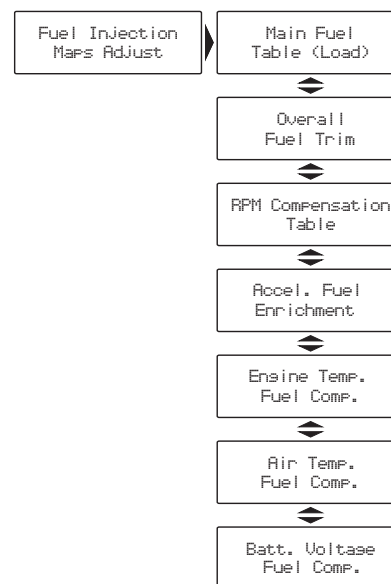 Fuel Injection
Maps Adjust
Main Fuel
Table (Load)
Overall
Fuel Trim
RPM Compensation
Table
Accel. Fuel
Enrichment
Engine Temp.
Fuel Comp.
Air Temp.
Fuel Comp.
Batt. Voltage
Fuel Comp.